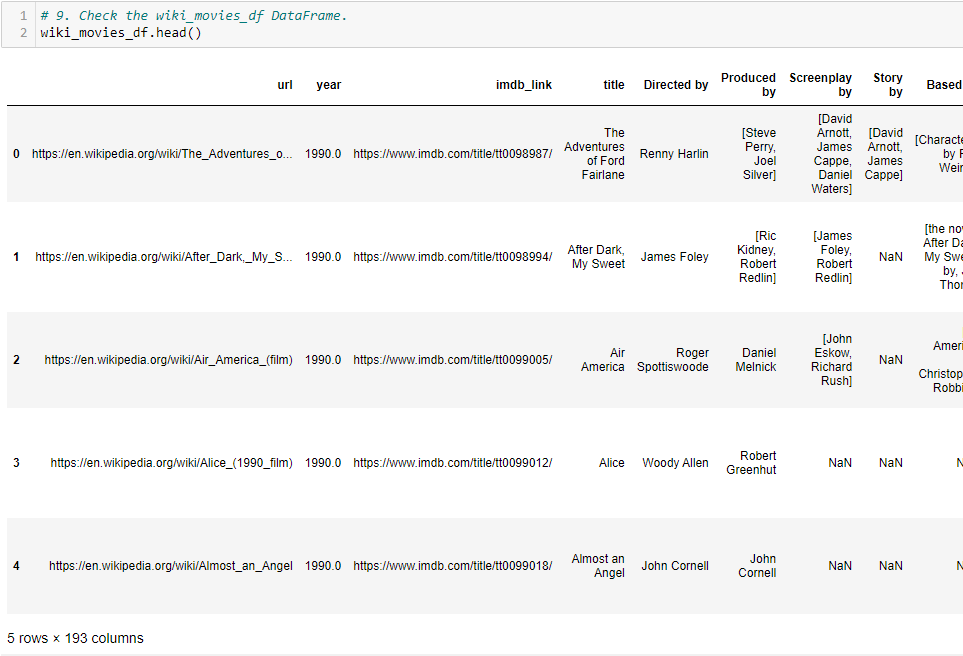 1 # 9. Check the wiki_movies_df DataFrame.
2 wiki_movies_df.head()
url year imdb_link title Directed by Produced by Screenplay by Story by Based
0 https://en.wikipedia.org/wiki/The_Adventures_o... 1990.0 https://www.imdb.com/title/tt0098987/ The Adventures of Ford Fairlane Renny Harlin [Steve Perry, Joel Silver] [David Arnott, James Cappe, Daniel Waters] [David Arnott, James Cappe] [Characte by F Wein
1 https://en.wikipedia.org/wiki/After_Dark,_My_S... 1990.0 https://www.imdb.com/title/tt0098994/ After Dark, My Sweet James Foley [Ric Kidney, Robert Redlin] [James Foley, Robert Redlin] NaN [the nov After Da My Swe by, J Thor
2 https://en.wikipedia.org/wiki/Air_America_(film) 1990.0 https://www.imdb.com/title/tt0099005/ Air America Roger Spottiswoode Daniel Melnick [John Eskow, Richard Rush] NaN Ameri Christop Robbi
3 https://en.wikipedia.org/wiki/Alice_(1990_film) 1990.0 https://www.imdb.com/title/tt0099012/ Alice Woody Allen Robert Greenhut NaN NaN N
4 https://en.wikipedia.org/wiki/Almost_an_Angel 1990.0 https://www.imdb.com/title/tt0099018/ Almost an Angel John Cornell John Cornell NaN NaN N
5 rows × 193 columns